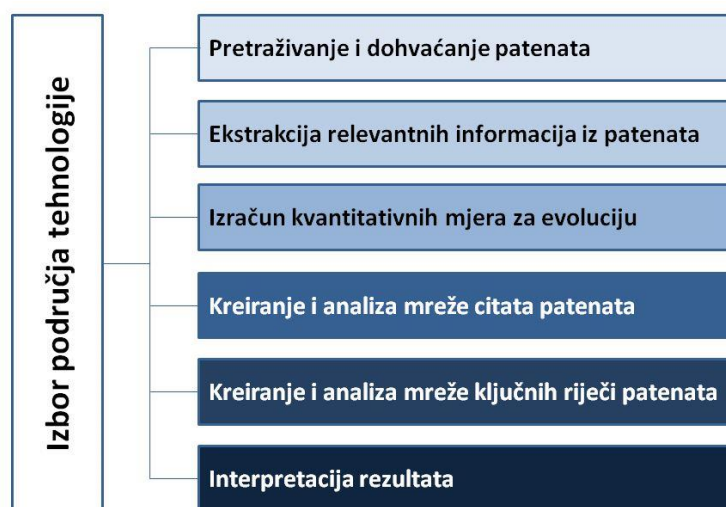 Izbor područja tehnologije
Pretraživanje i dohvaćanje patenata
Ekstrakcija relevantnih informacija iz patenata
Izračun kvantitativnih mjera za evoluciju
Kreiranje i analiza mreže citata patenata
Kreiranje i analiza mreže ključnih riječi patenata
Interpretacija rezultata